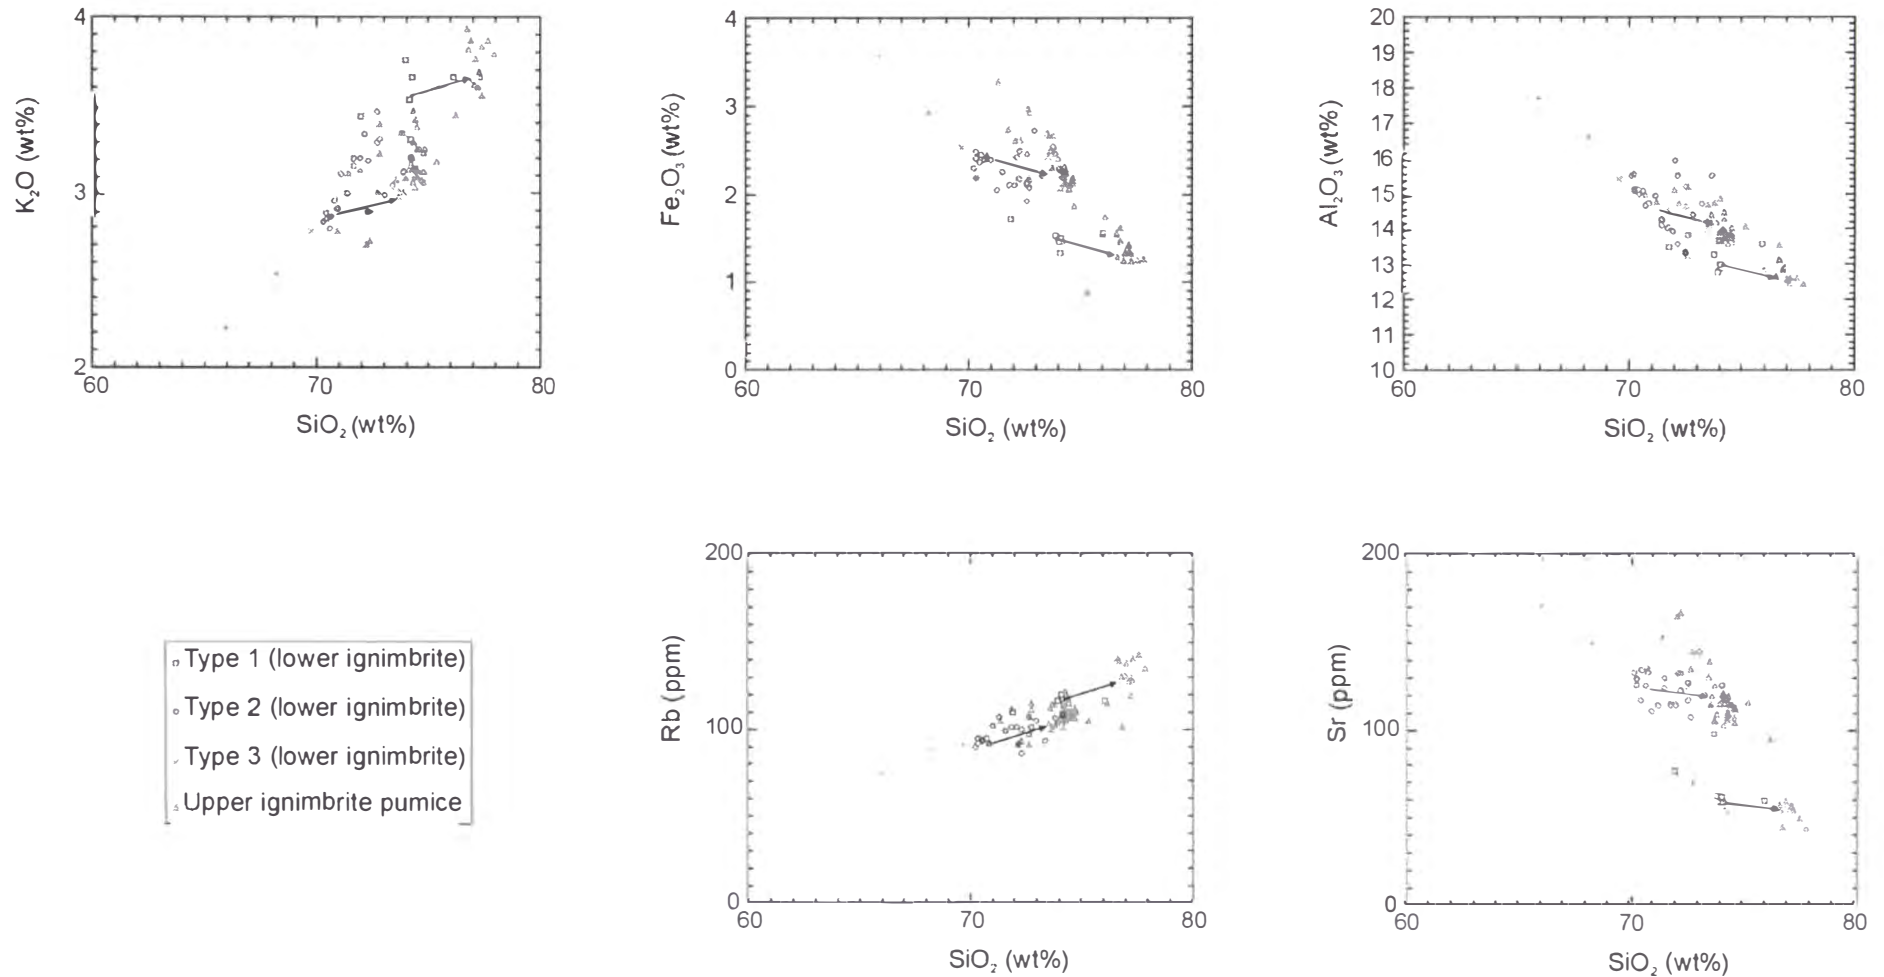 4
3
2
60
70
80
K₂O (wt%)
SiO₂ (wt%)
4
3
2
1
0
60
70
80
Fe₂O₃ (wt%)
SiO₂ (wt%)
20
19
18
17
16
15
14
13
12
11
10
60
70
80
Al₂O₃ (wt%)
SiO₂ (wt%)
Type 1 (lower ignimbrite)
Type 2 (lower ignimbrite)
Type 3 (lower ignimbrite)
Upper ignimbrite pumice
200
100
0
60
70
80
Rb (ppm)
SiO₂ (wt%)
200
100
0
60
70
80
Sr (ppm)
SiO₂ (wt%)